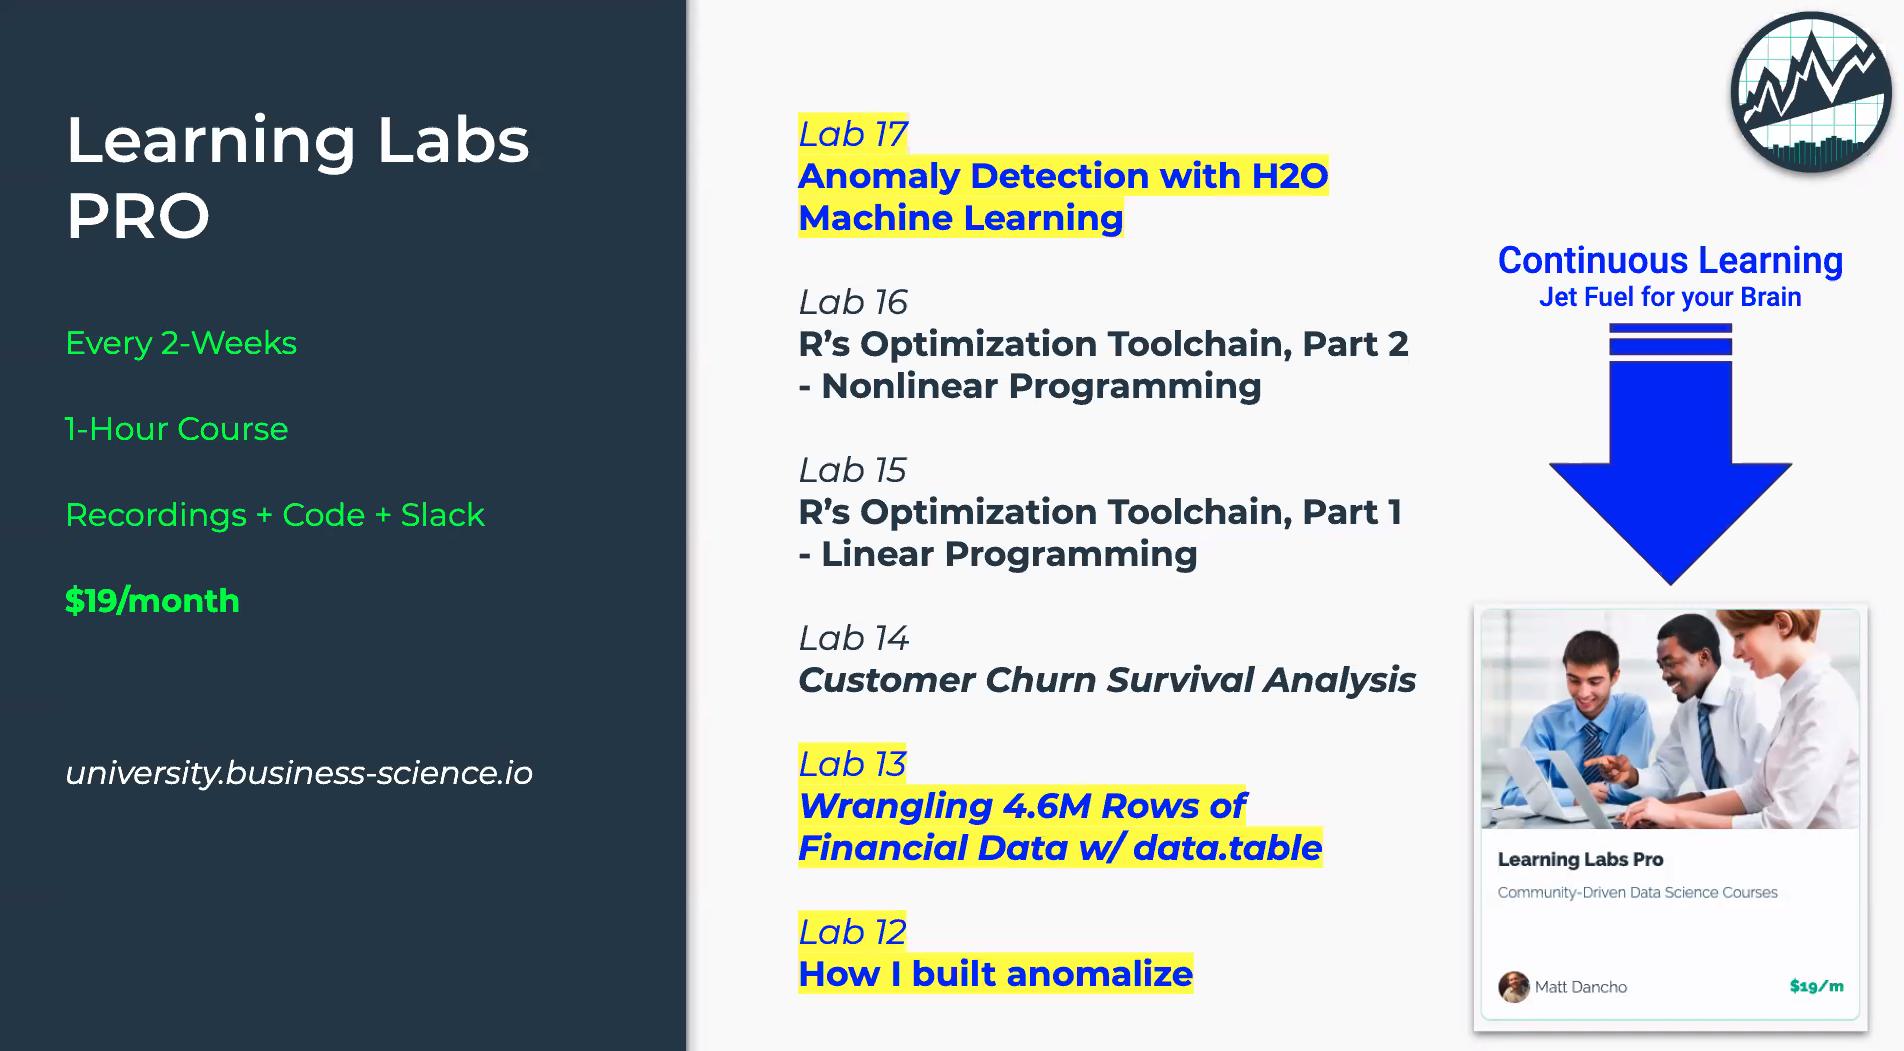 Learning Labs
PRO
Every 2-Weeks
1-Hour Course
Recordings + Code + Slack
$19/month
university.business-science.io
Lab 17
Anomaly Detection with H2O
Machine Learning
Lab 16
R’s Optimization Toolchain, Part 2
- Nonlinear Programming
Lab 15
R’s Optimization Toolchain, Part 1
- Linear Programming
Lab 14
Customer Churn Survival Analysis
Lab 13
Wrangling 4.6M Rows of
Financial Data w/ data.table
Lab 12
How I built anomalize
Continuous Learning
Jet Fuel for your Brain
Learning Labs Pro
Community-Driven Data Science Courses
Matt Dancho
$19/m